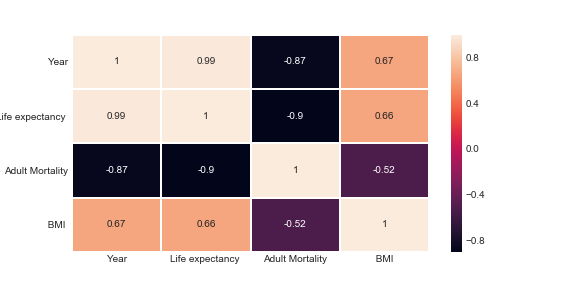 Year 1 0.99 -0.87 0.67 0.8
ife expectancy 0.99 1 -0.9 0.66 0.4
0.0
Adult Mortality -0.87 -0.9 1 -0.52 −0.4
BMI 0.67 0.66 -0.52 1 −0.8
Year Life expectancy Adult Mortality BMI